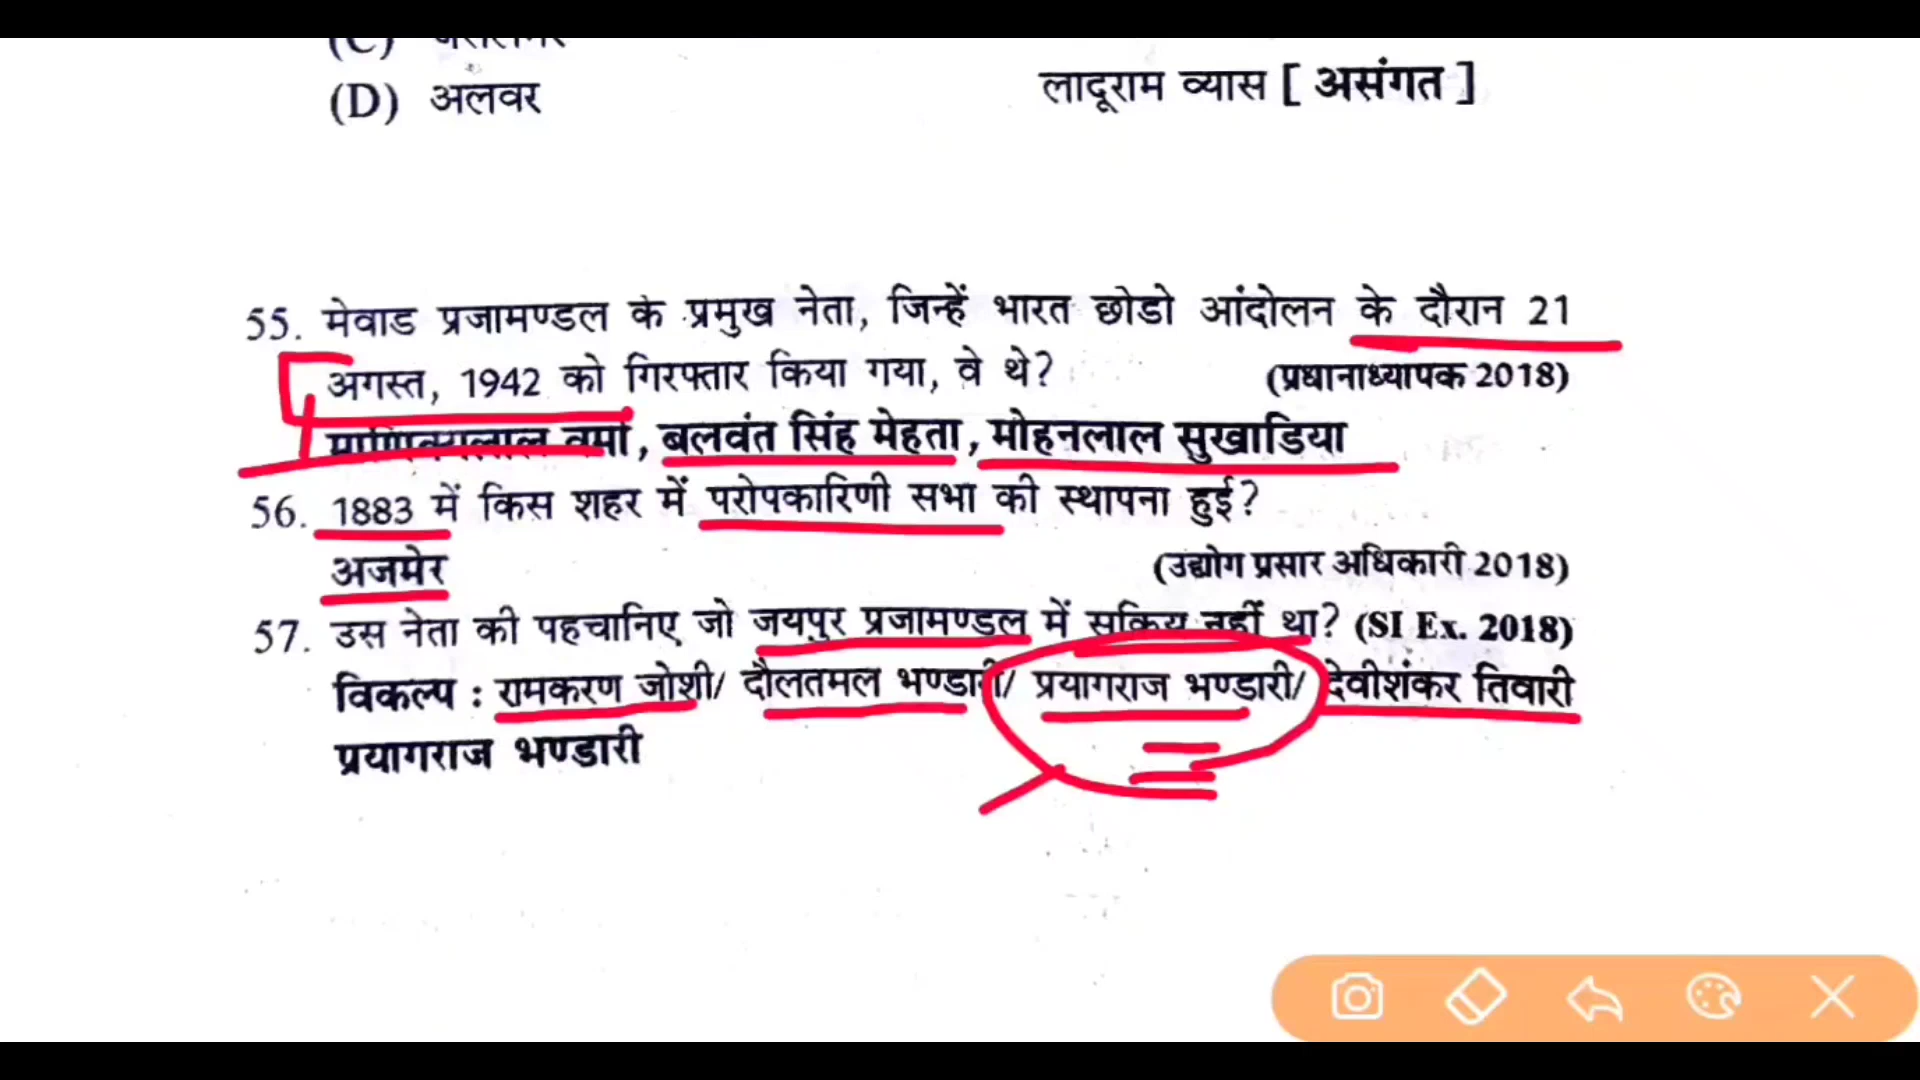 (C)
(D) अलवर
लादूराम व्यास [ असंगत ]
55. मेवाड प्रजामण्डल के प्रमुख नेता, जिन्हें भारत छोडो आंदोलन के दौरान 21
अगस्त, 1942 को गिरफ्तार किया गया, वे थे? (प्रधानाध्यापक 2018)
माणिक्यलाल वर्मा, बलवंत सिंह मेहता, मोहनलाल सुखाडिया
56. 1883 में किस शहर में परोपकारिणी सभा की स्थापना हुई?
अजमेर (उद्योग प्रसार अधिकारी 2018)
57. उस नेता की पहचानिए जो जयपुर प्रजामण्डल में सक्रिय नहीं था? (SI Ex. 2018)
विकल्प : रामकरण जोशी/ दौलतमल भण्डारी/ प्रयागराज भण्डारी/ देवीशंकर तिवारी
प्रयागराज भण्डारी